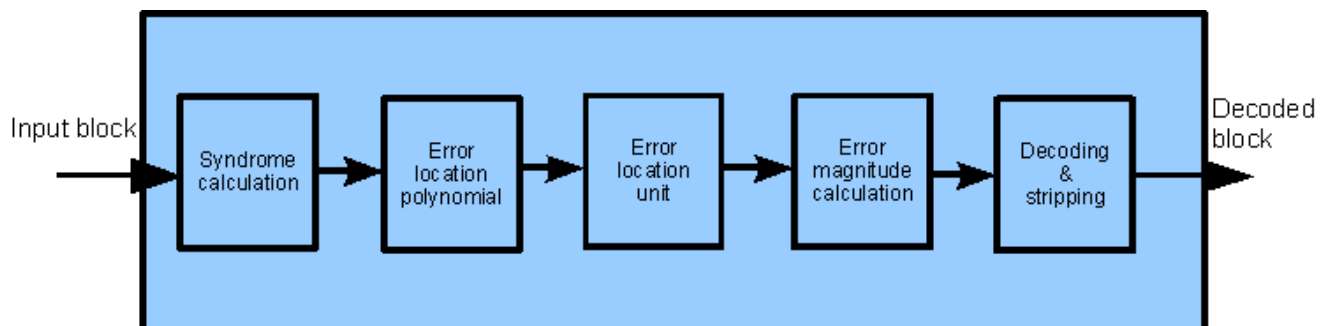 Input block
Syndrome
calculation
Error
location
polynomial
Error
location
unit
Error
magnitude
calculation
Decoding
&
stripping
Decoded
block